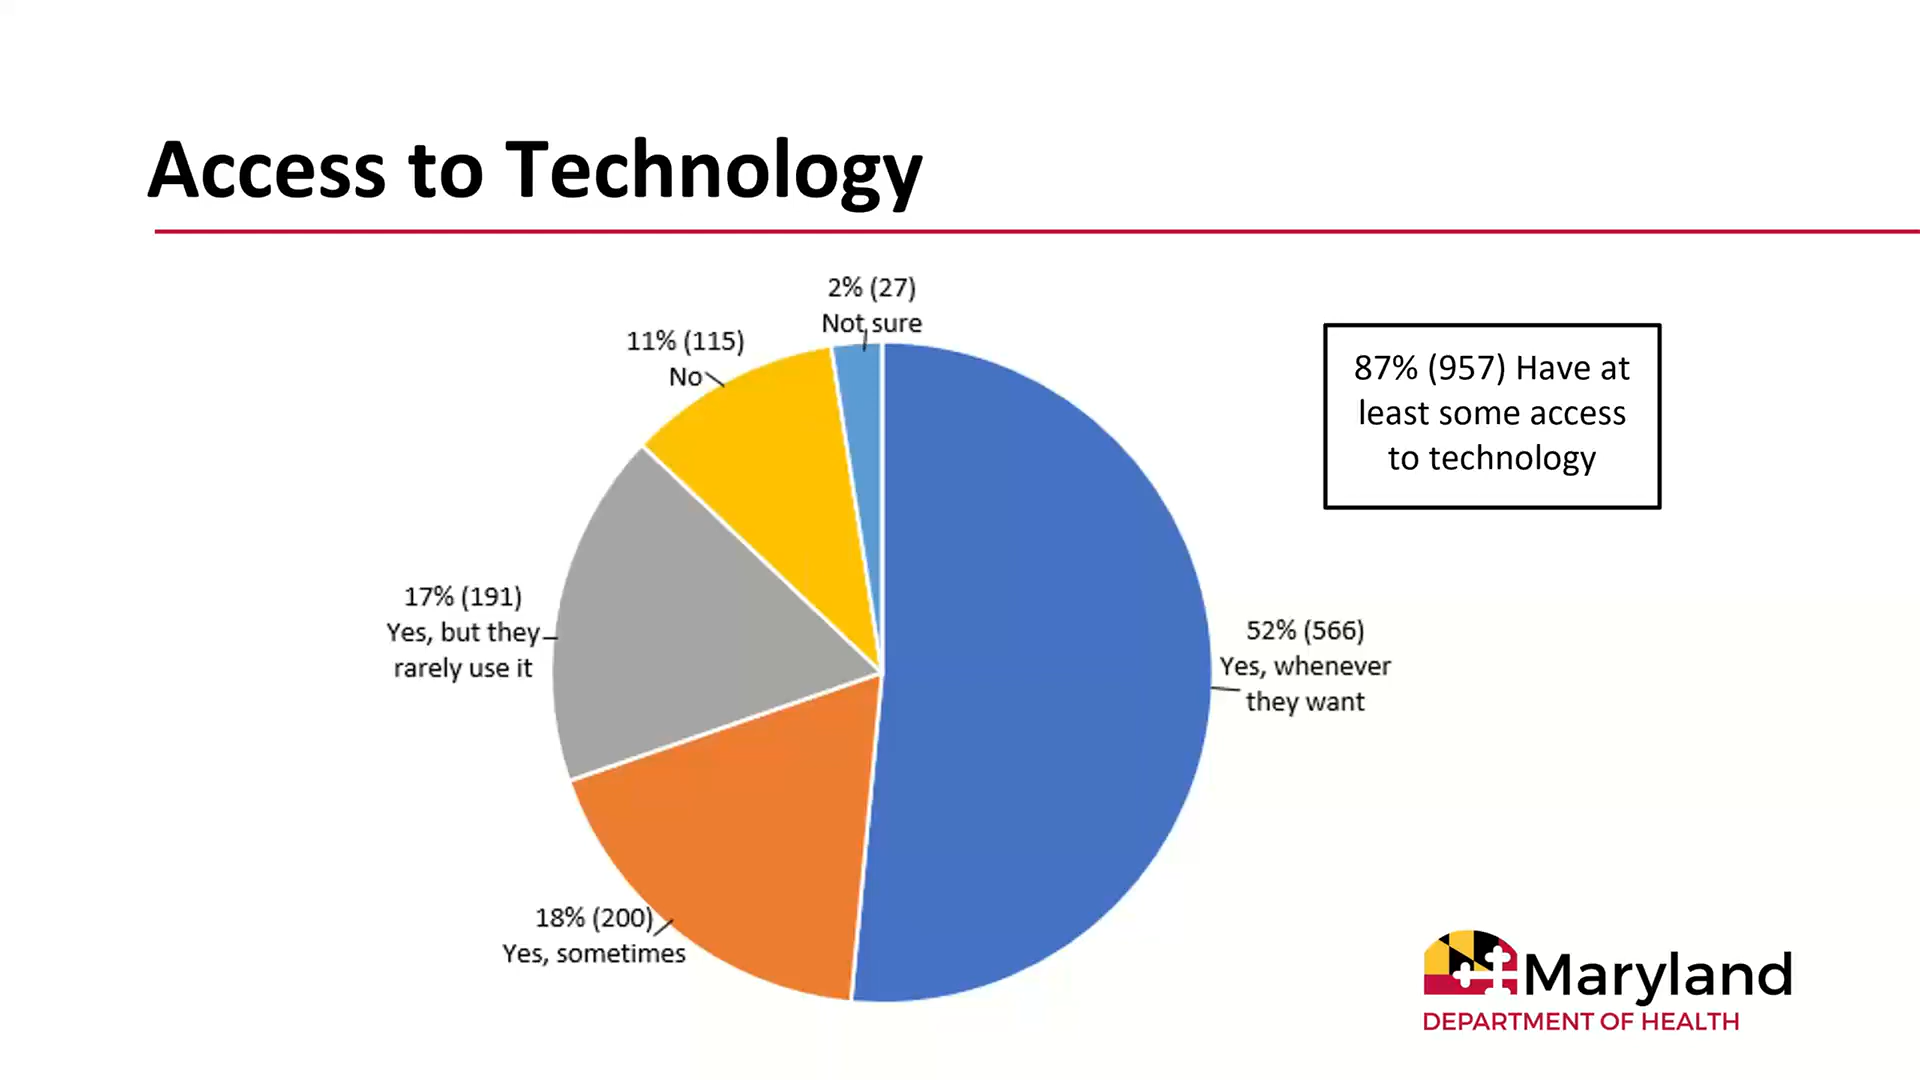 Access to Technology
2% (27)
Not sure
11% (115)
No
87% (957) Have at
least some access
to technology
17% (191)
Yes, but they
rarely use it
52% (566)
Yes, whenever
they want
18% (200)
Yes, sometimes
Maryland
DEPARTMENT OF HEALTH